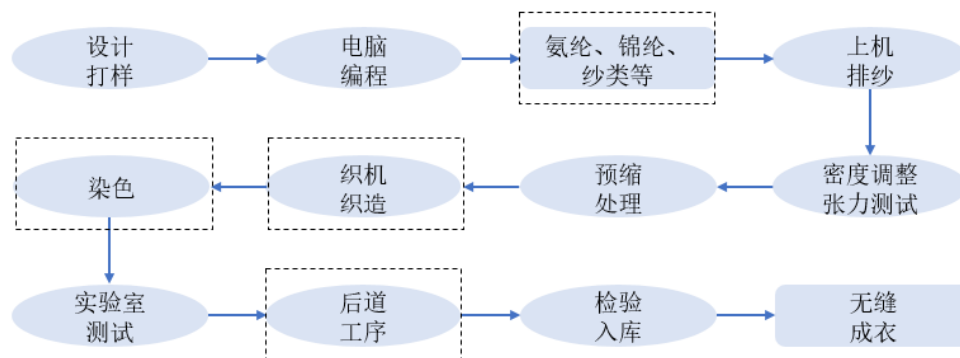 设计
打样
电脑
编程
氨纶、锦纶、
纱类等
上机
排纱
密度调整
张力测试
预缩
处理
织机
织造
染色
实验室
测试
后道
工序
检验
入库
无缝
成衣